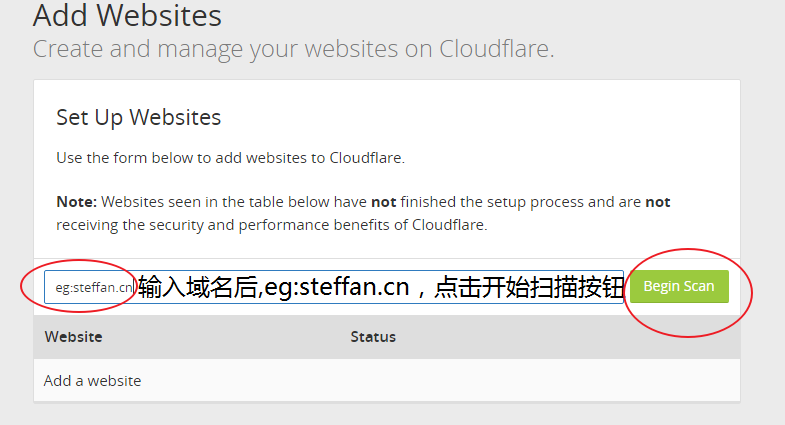 Add Websites
Create and manage your websites on Cloudflare.
Set Up Websites
Use the form below to add websites to Cloudflare.
Note: Websites seen in the table below have not finished the setup process and are not
receiving the security and performance benefits of Cloudflare.
eg:steffan.cn 输入域名后,eg:steffan.cn，点击开始扫描按钮 Begin Scan
Website Status
Add a website